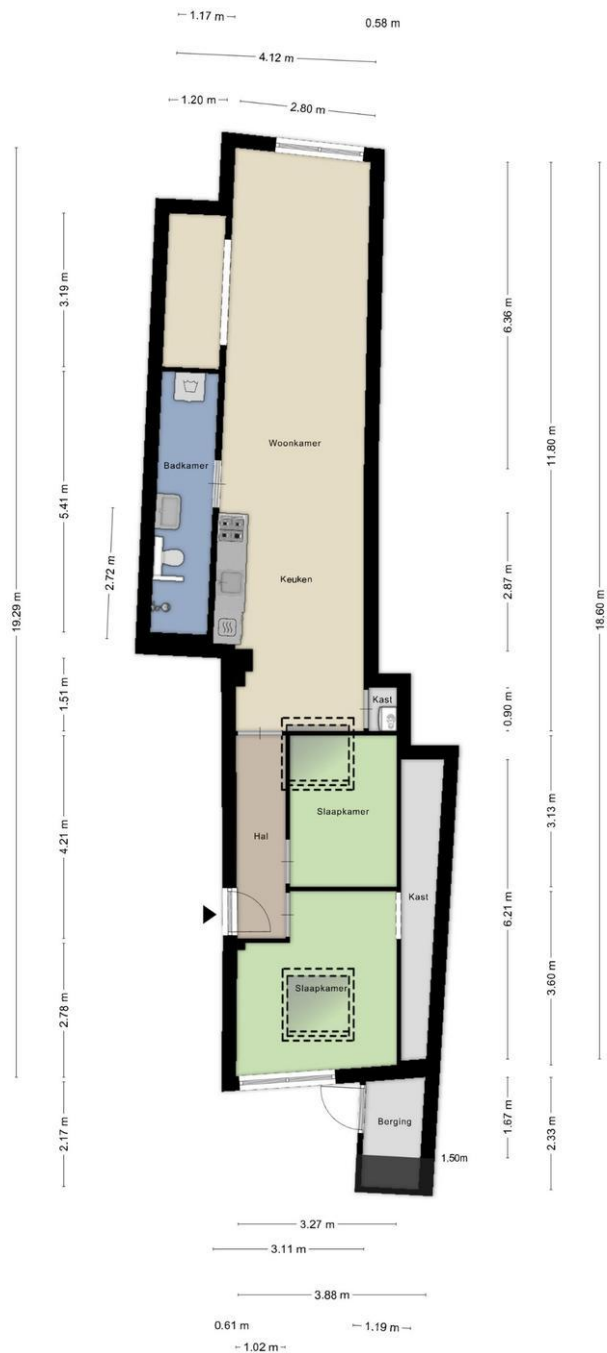 1.17 m
0.58 m
4.12 m
1.20 m
2.80 m
3.19 m
6.36 m
11.80 m
Woonkamer
Badkamer
5.41 m
2.72 m
Keuken
2.87 m
19.29 m
18.60 m
1.51 m
Kast
0.90 m
4.21 m
Slaapkamer
3.13 m
Hal
Kast
6.21 m
2.78 m
Slaapkamer
3.60 m
2.17 m
Berging
1.67 m
2.33 m
1.50m
3.27 m
3.11 m
3.88 m
0.61 m
1.19 m
1.02 m